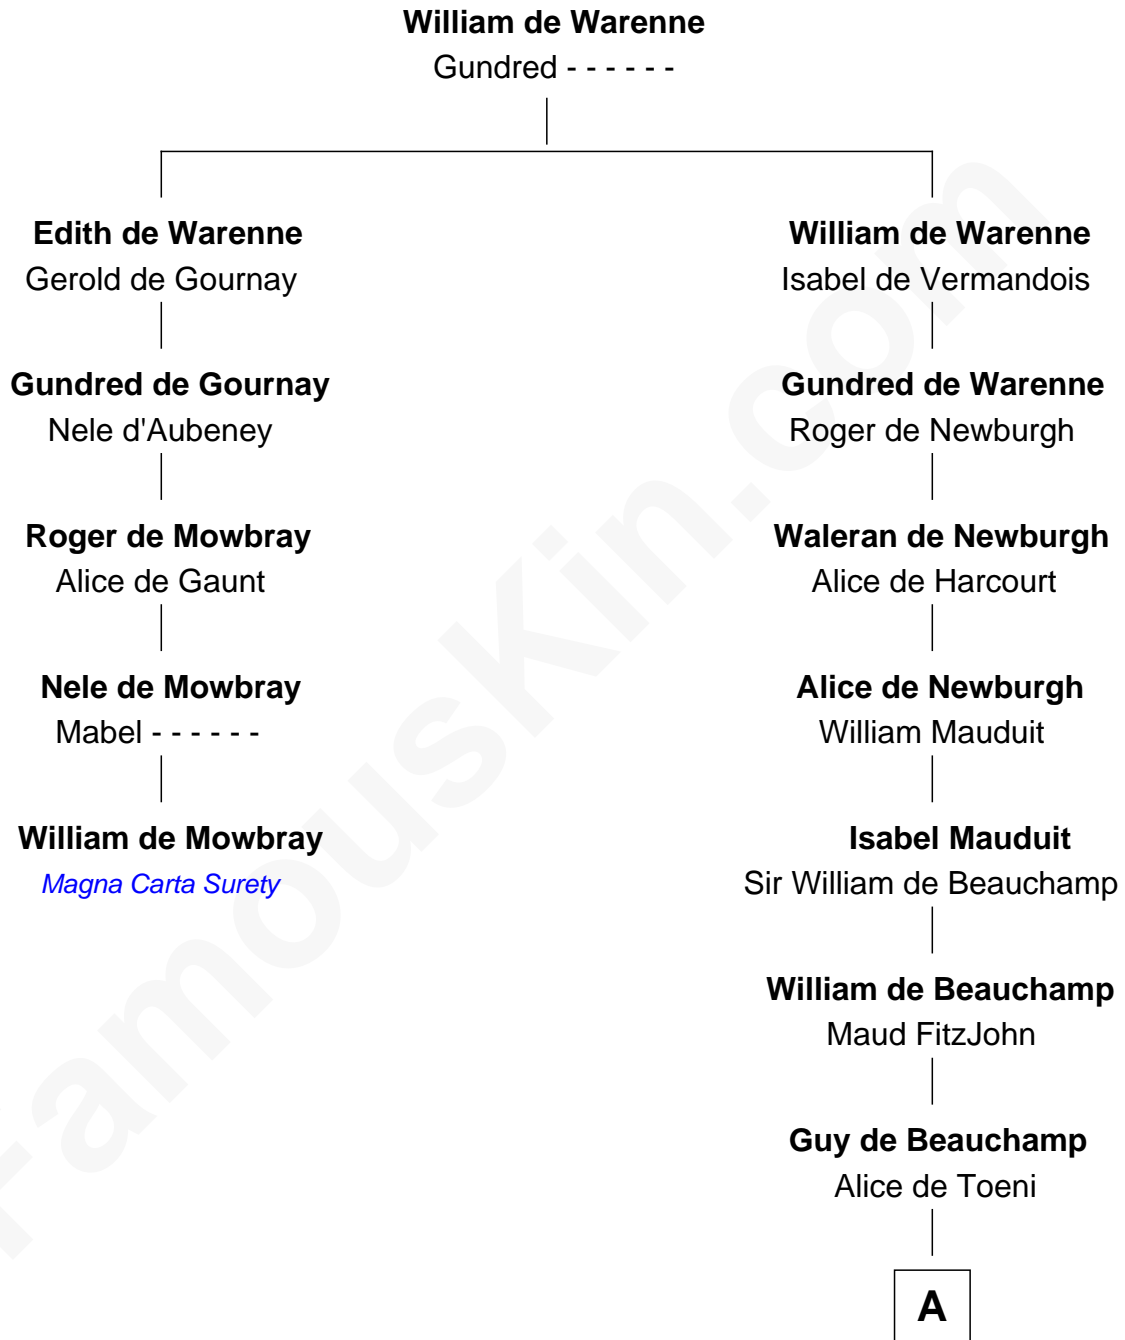 William de Warenne
Gundred - - - - - -
Edith de Warenne
Gerold de Gournay
William de Warenne
Isabel de Vermandois
Gundred de Gournay
Nele d'Aubeney
Gundred de Warenne
Roger de Newburgh
Roger de Mowbray
Alice de Gaunt
Waleran de Newburgh
Alice de Harcourt
Nele de Mowbray
Mabel - - - - - -
Alice de Newburgh
William Mauduit
William de Mowbray
Magna Carta Surety
Isabel Mauduit
Sir William de Beauchamp
William de Beauchamp
Maud FitzJohn
Guy de Beauchamp
Alice de Toeni
A
FamousKin.com